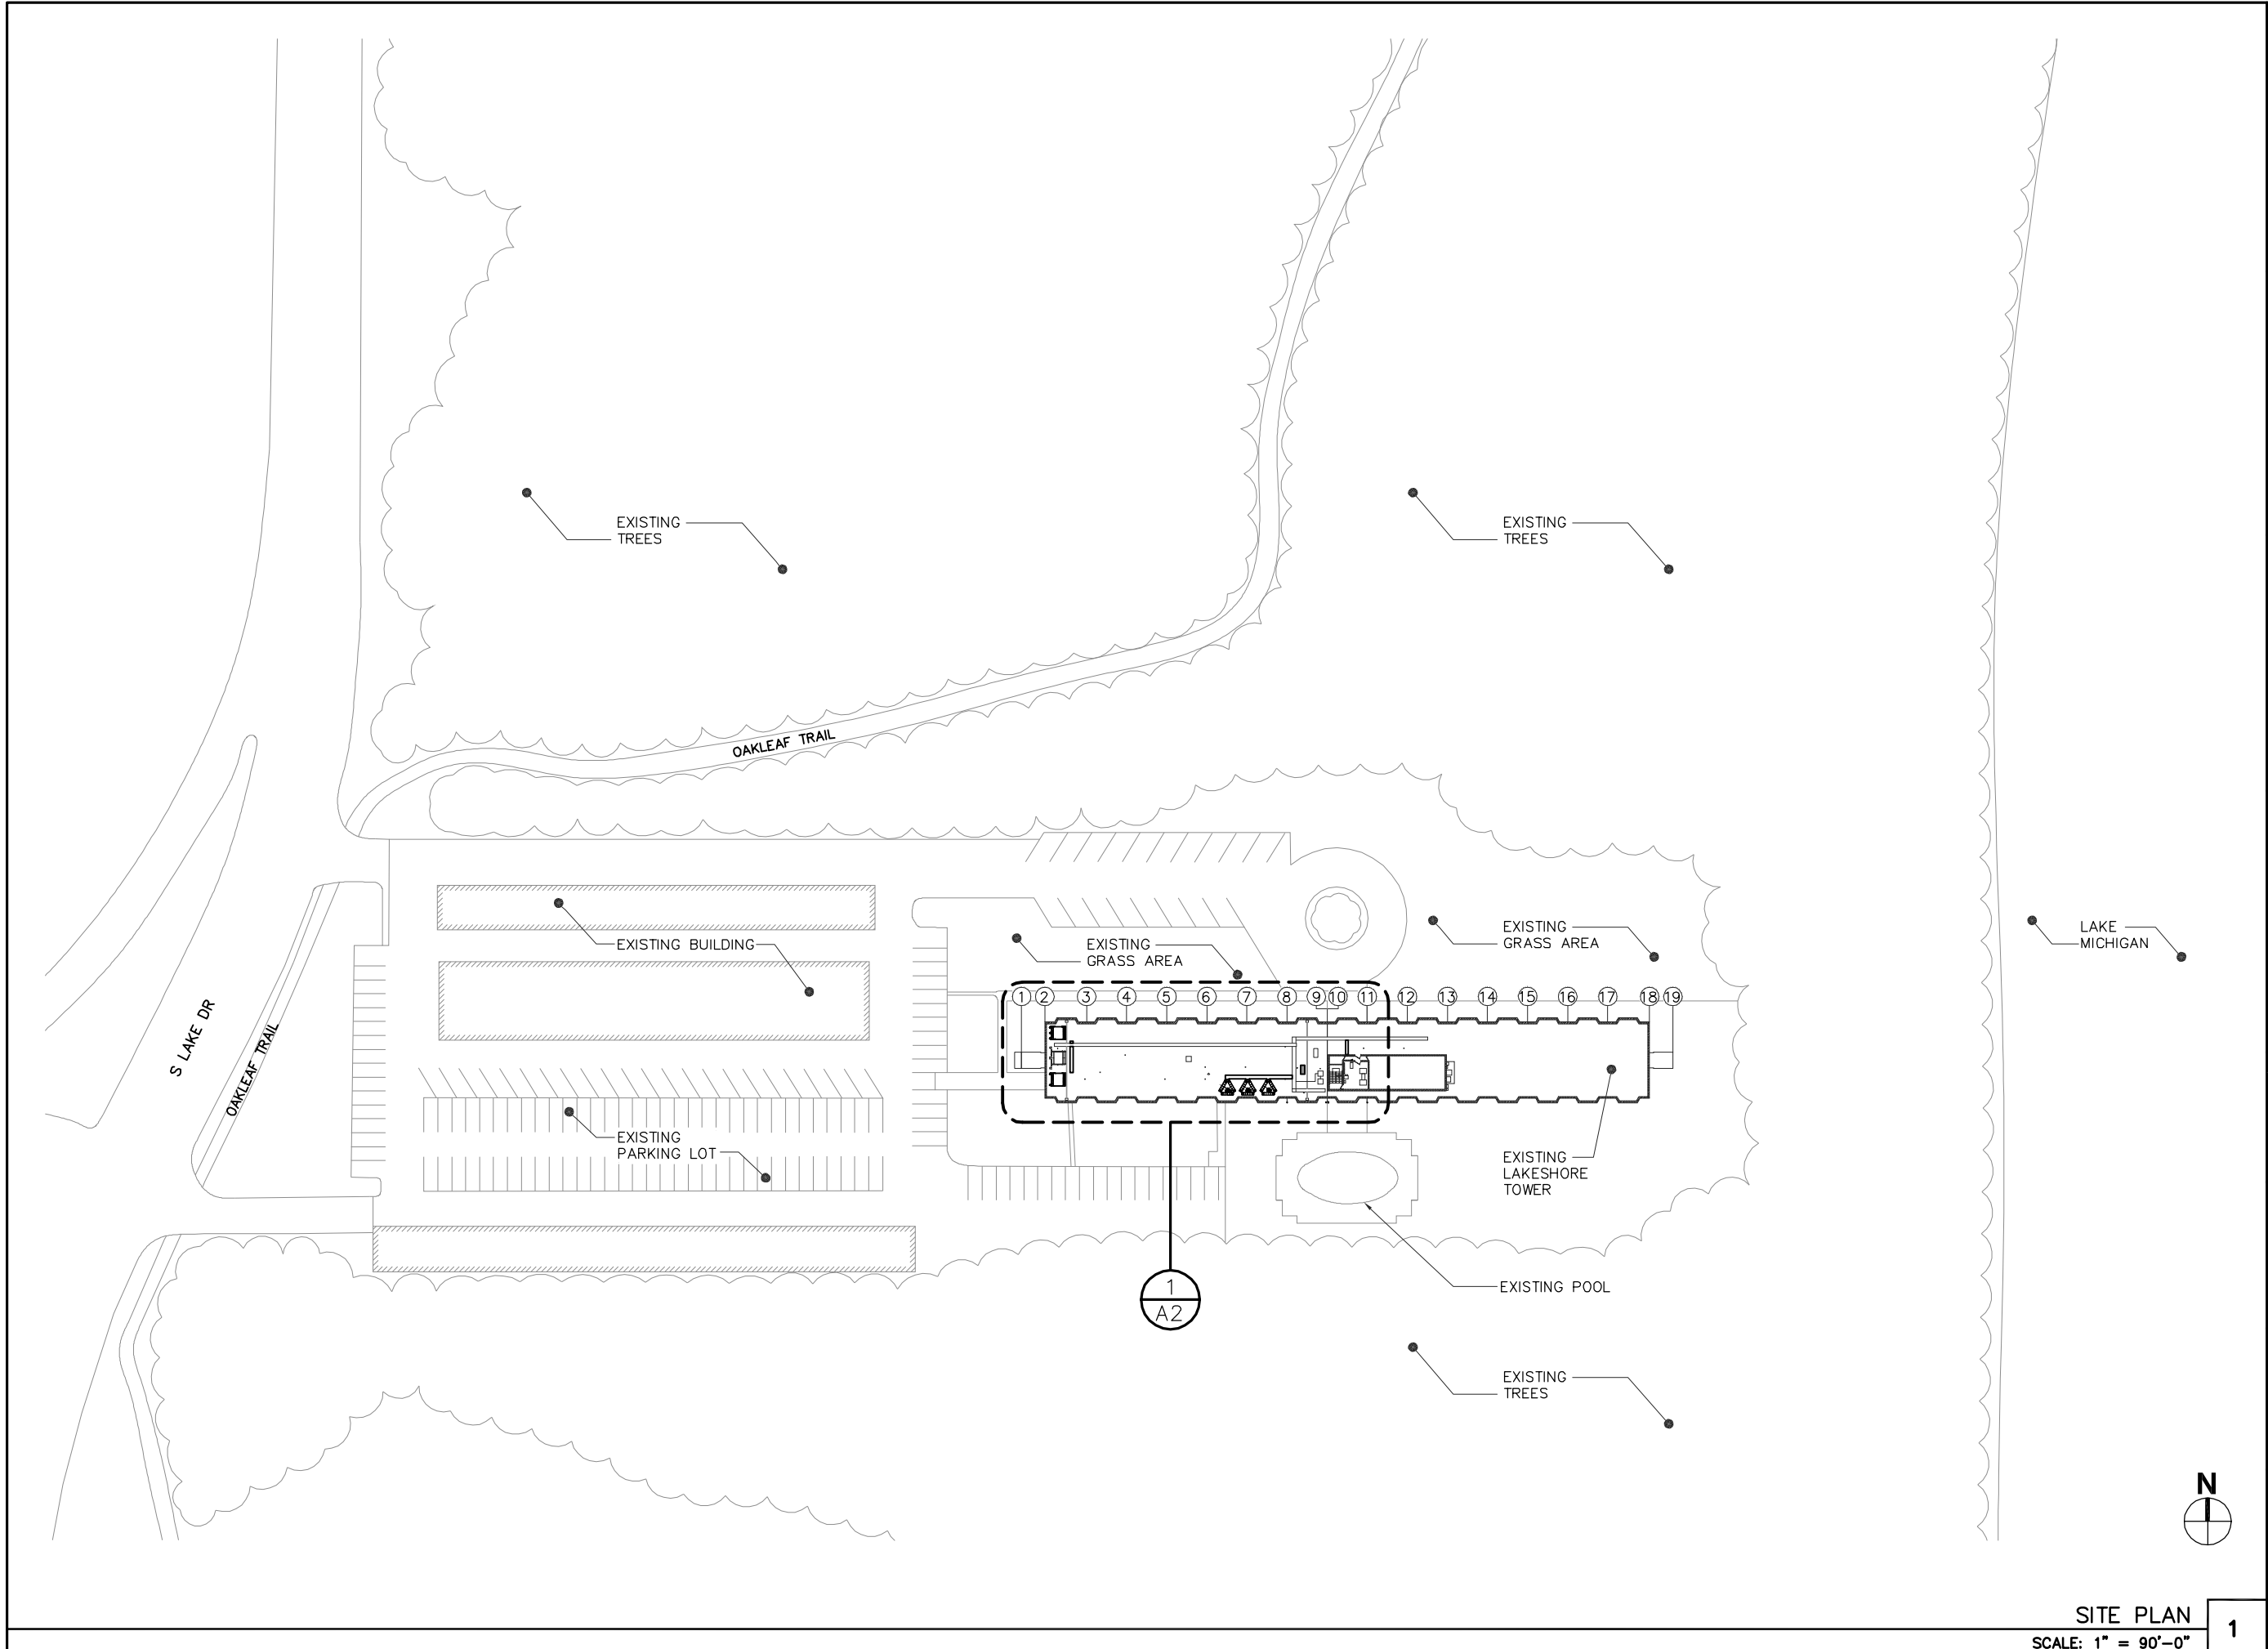 EXISTING
TREES
EXISTING
TREES
OAKLEAF TRAIL
EXISTING BUILDING
EXISTING
GRASS AREA
EXISTING
GRASS AREA
LAKE
MICHIGAN
1 2 3 4 5 6 7 8 9 10 11 12 13 14 15 16 17 18 19
S LAKE DR
OAKLEAF TRAIL
EXISTING
PARKING LOT
EXISTING
LAKESHORE
TOWER
EXISTING POOL
1
A2
EXISTING
TREES
N
SITE PLAN
SCALE: 1" = 90'-0"
1